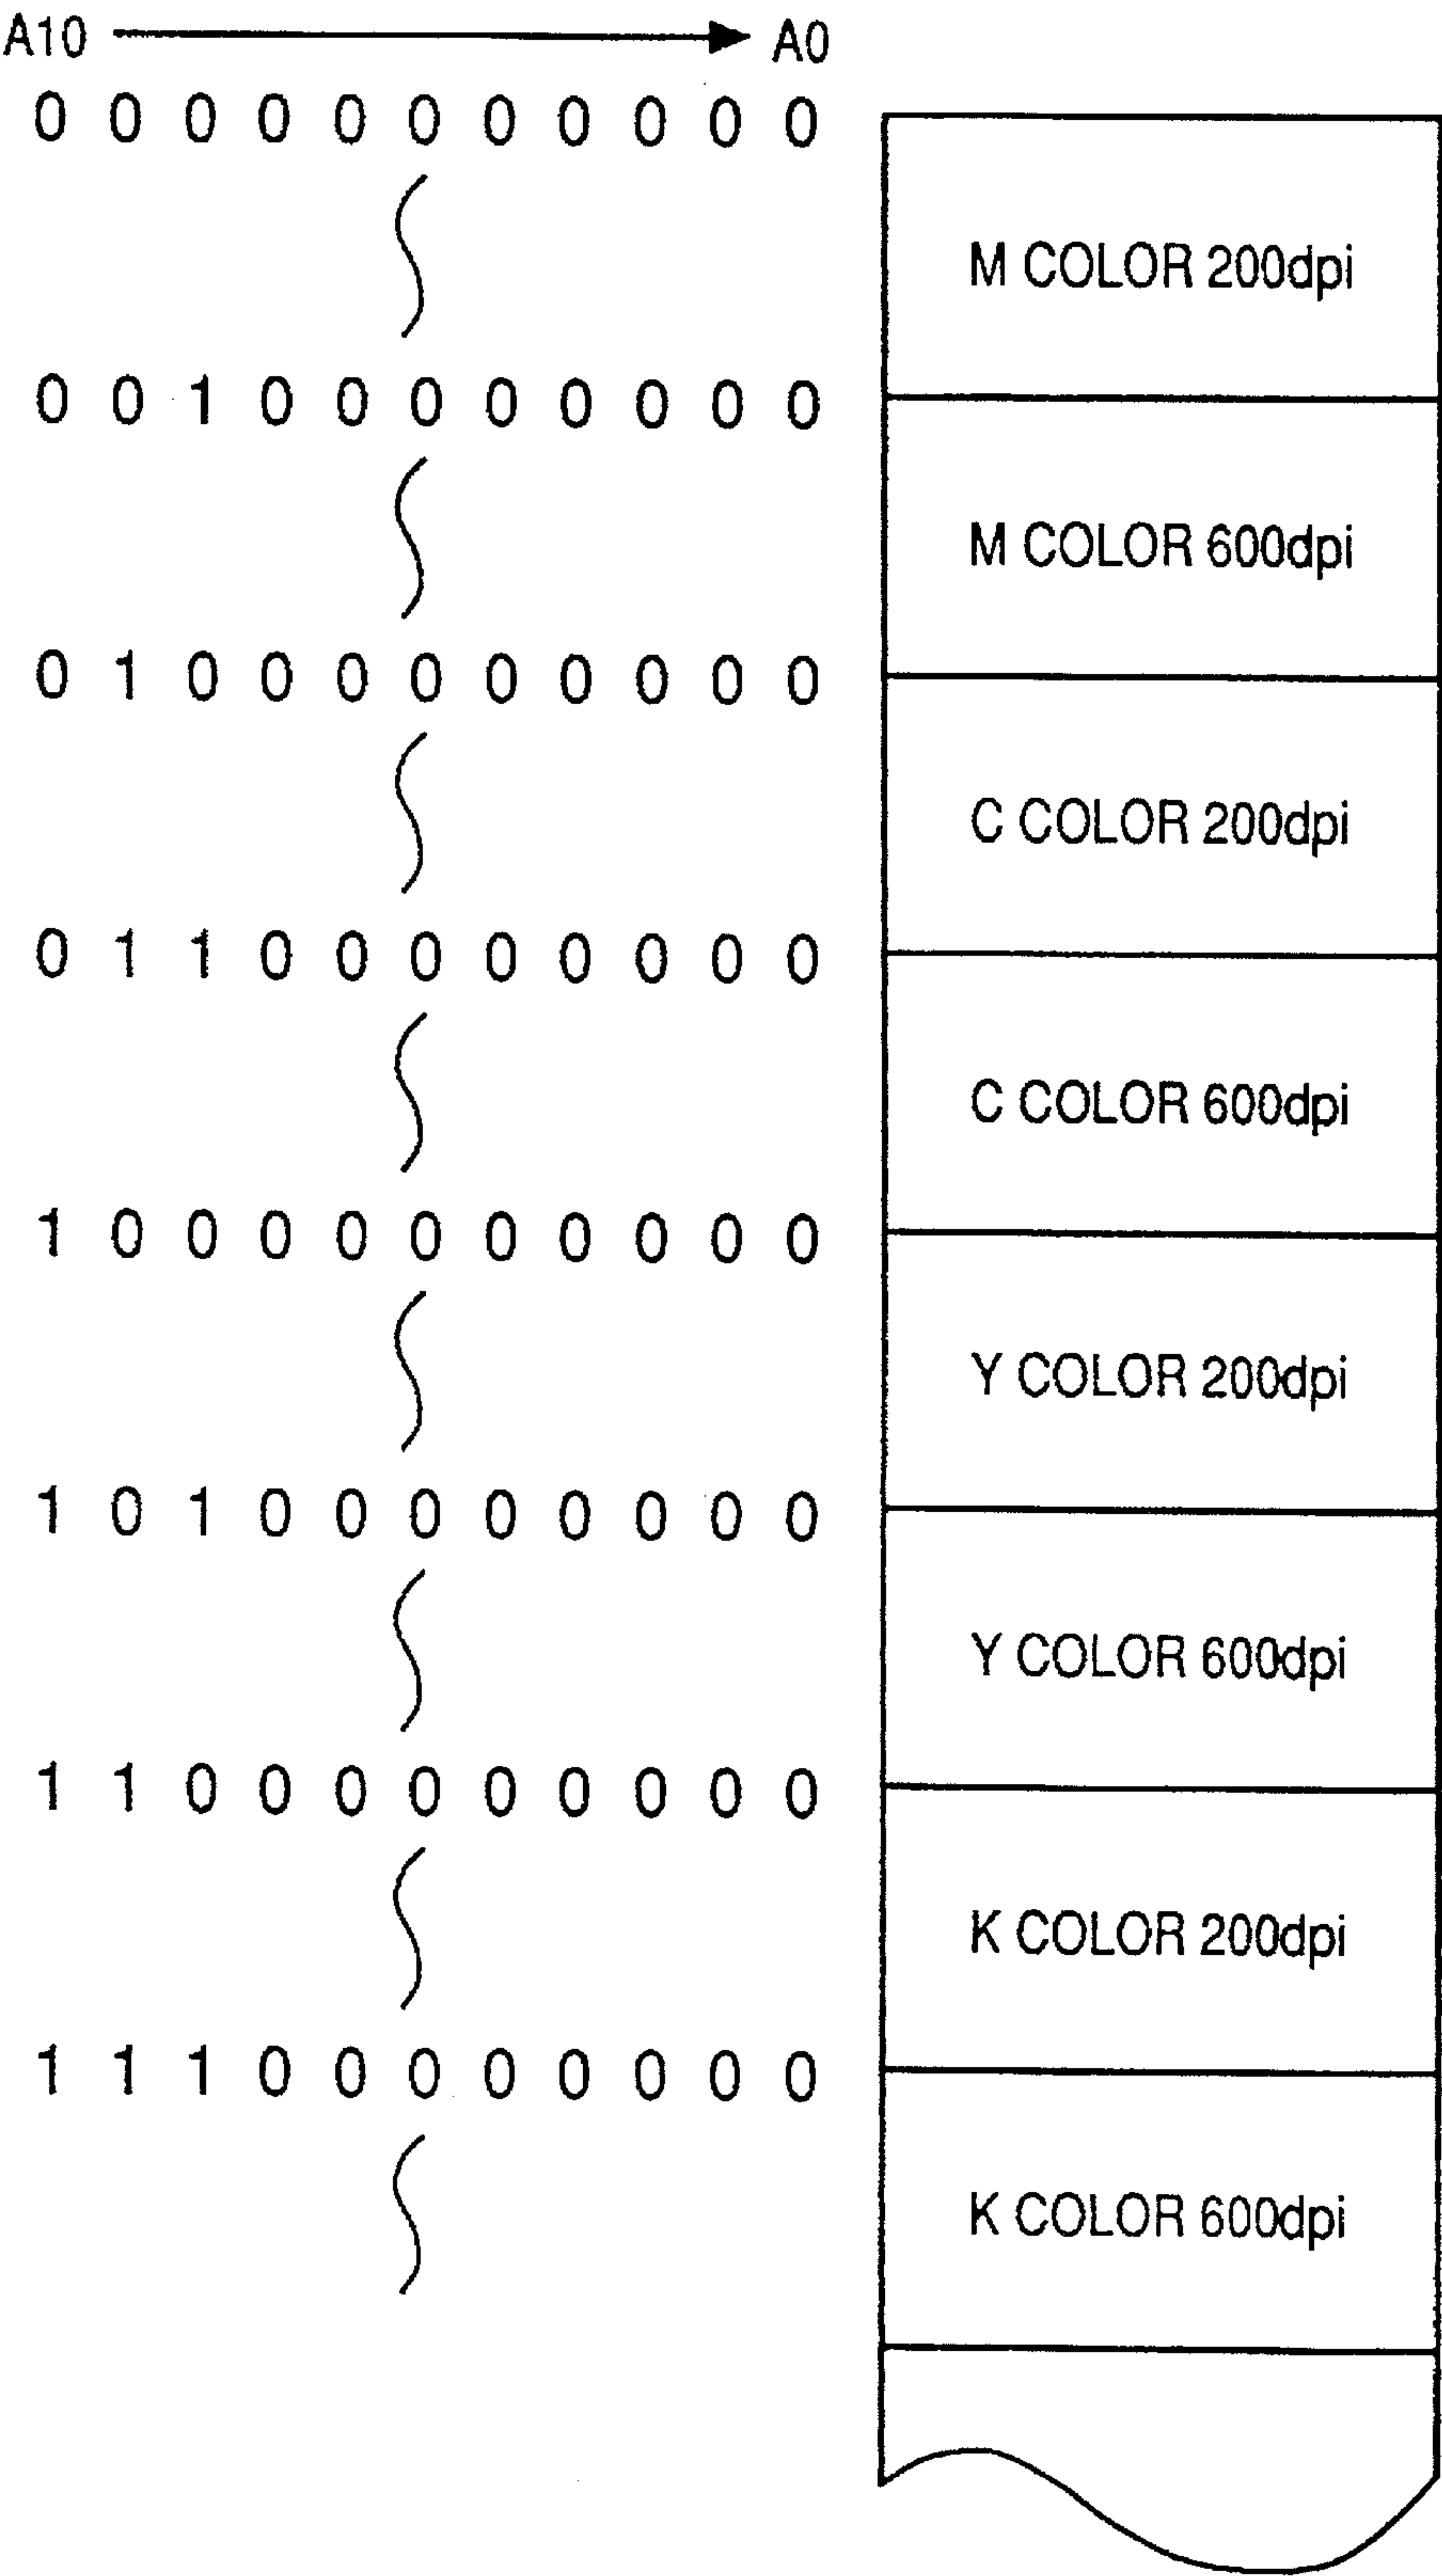 A10 A0
0 0 0 0 0 0 0 0 0 0 0
M COLOR 200dpi
0 0 1 0 0 0 0 0 0 0 0
M COLOR 600dpi
0 1 0 0 0 0 0 0 0 0 0
C COLOR 200dpi
0 1 1 0 0 0 0 0 0 0 0
C COLOR 600dpi
1 0 0 0 0 0 0 0 0 0 0
Y COLOR 200dpi
1 0 1 0 0 0 0 0 0 0 0
Y COLOR 600dpi
1 1 0 0 0 0 0 0 0 0 0
K COLOR 200dpi
1 1 1 0 0 0 0 0 0 0 0
K COLOR 600dpi